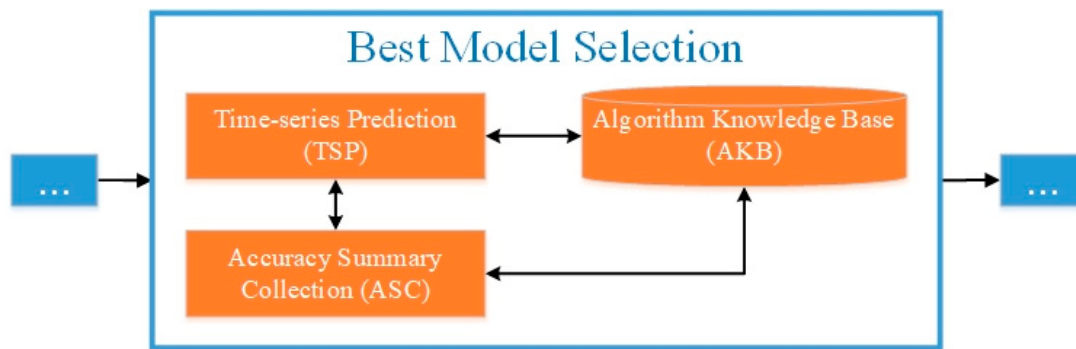 Best Model Selection
Time-series Prediction
(TSP)
Algorithm Knowledge Base
(AKB)
...
...
Accuracy Summary
Collection (ASC)